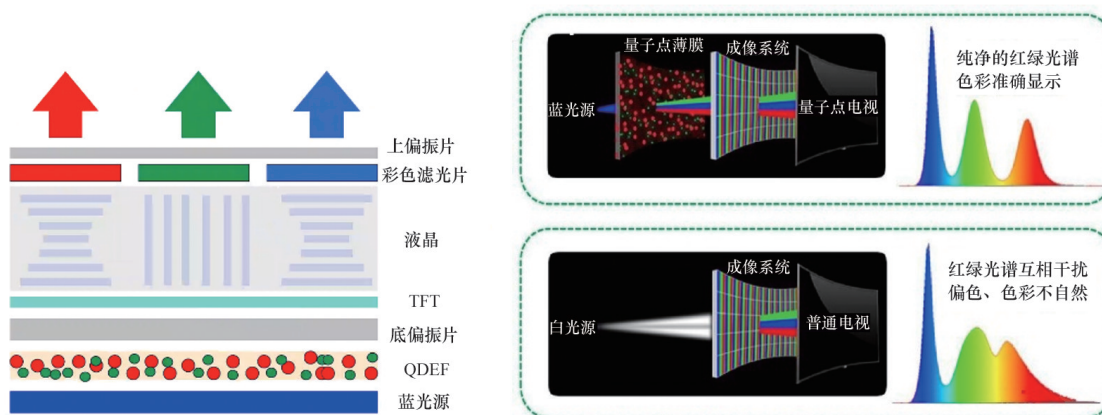 上偏振片
彩色滤光片
液晶
TFT
底偏振片
QDEF
蓝光源
量子点薄膜
成像系统
蓝光源
量子点电视
纯净的红绿光谱
色彩准确显示
成像系统
白光源
普通电视
红绿光谱互相干扰
偏色、色彩不自然